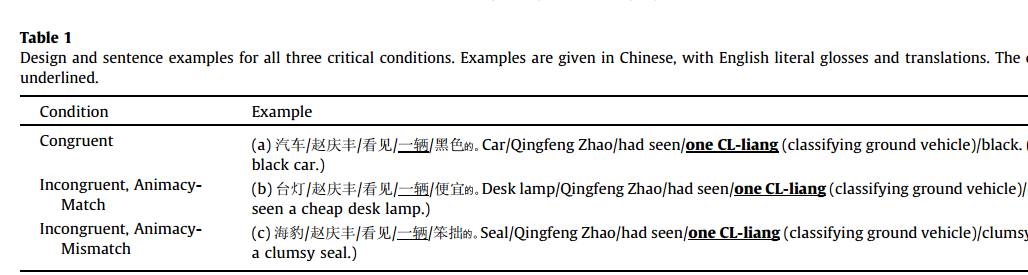 Table 1
Design and sentence examples for all three critical conditions. Examples are given in Chinese, with English literal glosses and translations. The
underlined.
Condition Example
Congruent (a) 汽车/赵庆丰/看见/一辆/黑色的。Car/Qingfeng Zhao/had seen/one CL-liang (classifying ground vehicle)/black. (
black car.)
Incongruent, Animacy- (b) 台灯/赵庆丰/看见/一辆/便宜的。Desk lamp/Qingfeng Zhao/had seen/one CL-liang (classifying ground vehicle)/
Match seen a cheap desk lamp.)
Incongruent, Animacy- (c) 海豹/赵庆丰/看见/一辆/笨拙的。Seal/Qingfeng Zhao/had seen/one CL-liang (classifying ground vehicle)/clumsy
Mismatch a clumsy seal.)